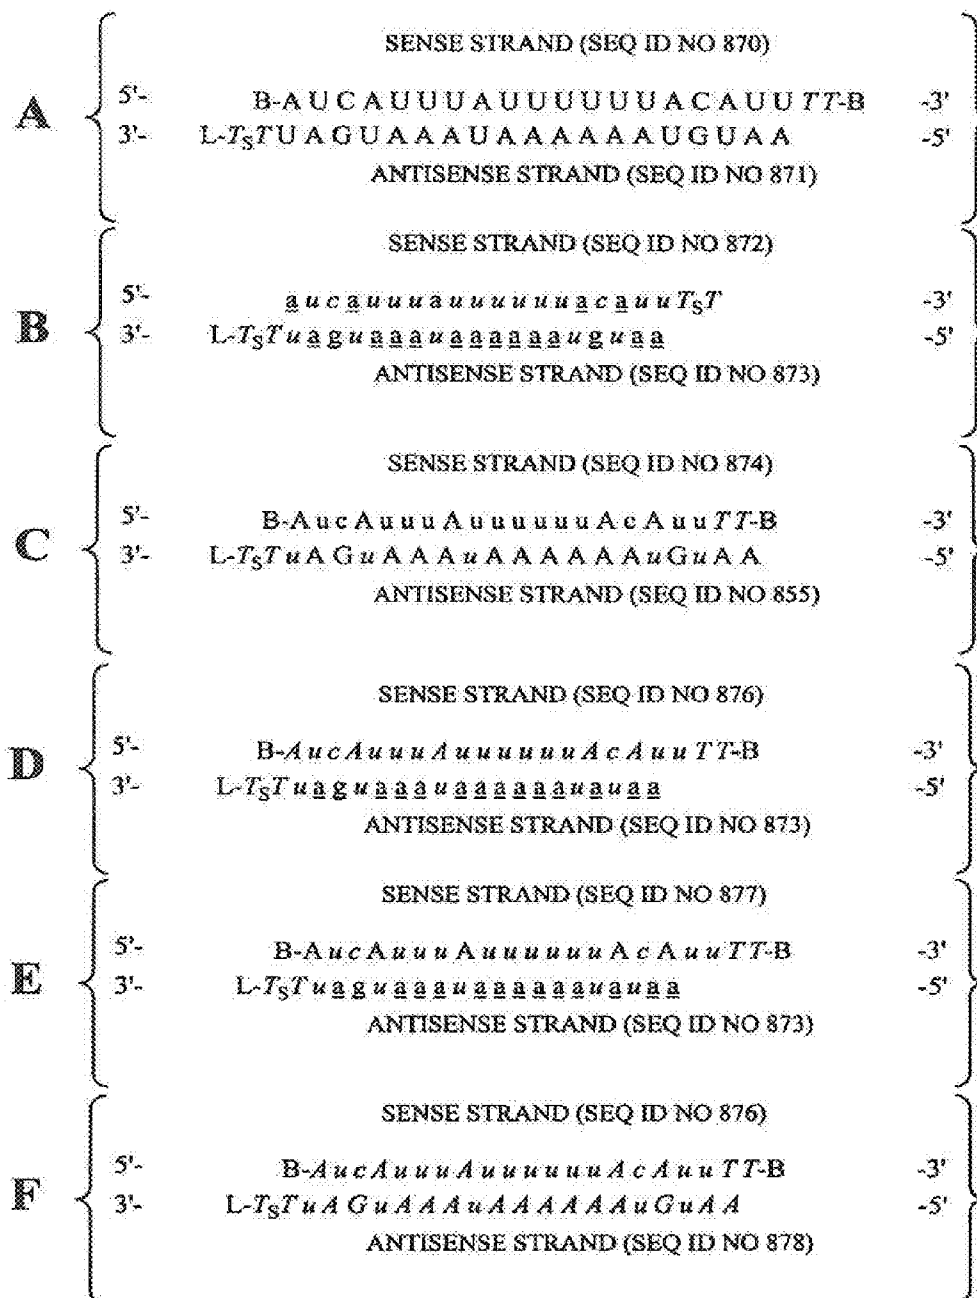 SENSE STRAND (SEQ ID NO 870)
A
5'- B-A U C A U U U A U U U U U U A C A U U TT-B -3'
3'- L-TSTU A G U A A A U A A A A A A U G U A A -5'
ANTISENSE STRAND (SEQ ID NO 871)
SENSE STRAND (SEQ ID NO 872)
B
5'- a u c a u u u a u u u u u u a c a u u TST -3'
3'- L-TST u a g u a a a u a a a a a a u g u a a -5'
ANTISENSE STRAND (SEQ ID NO 873)
SENSE STRAND (SEQ ID NO 874)
C
5'- B-A u c A u u u A u u u u u u A c A u u TT-B -3'
3'- L-TST u A G u A A A u A A A A A A u G u A A -5'
ANTISENSE STRAND (SEQ ID NO 855)
SENSE STRAND (SEQ ID NO 876)
D
5'- B-A u c A u u u A u u u u u u A c A u u TT-B -3'
3'- L-TST u a g u a a a u a a a a a a u a u a a -5'
ANTISENSE STRAND (SEQ ID NO 873)
SENSE STRAND (SEQ ID NO 877)
E
5'- B-A u c A u u u A u u u u u u A c A u u TT-B -3'
3'- L-TST u a g u a a a u a a a a a a u a u a a -5'
ANTISENSE STRAND (SEQ ID NO 873)
SENSE STRAND (SEQ ID NO 876)
F
5'- B-A u c A u u u A u u u u u u A c A u u TT-B -3'
3'- L-TST u A G u A A A u A A A A A A u G u A A -5'
ANTISENSE STRAND (SEQ ID NO 878)